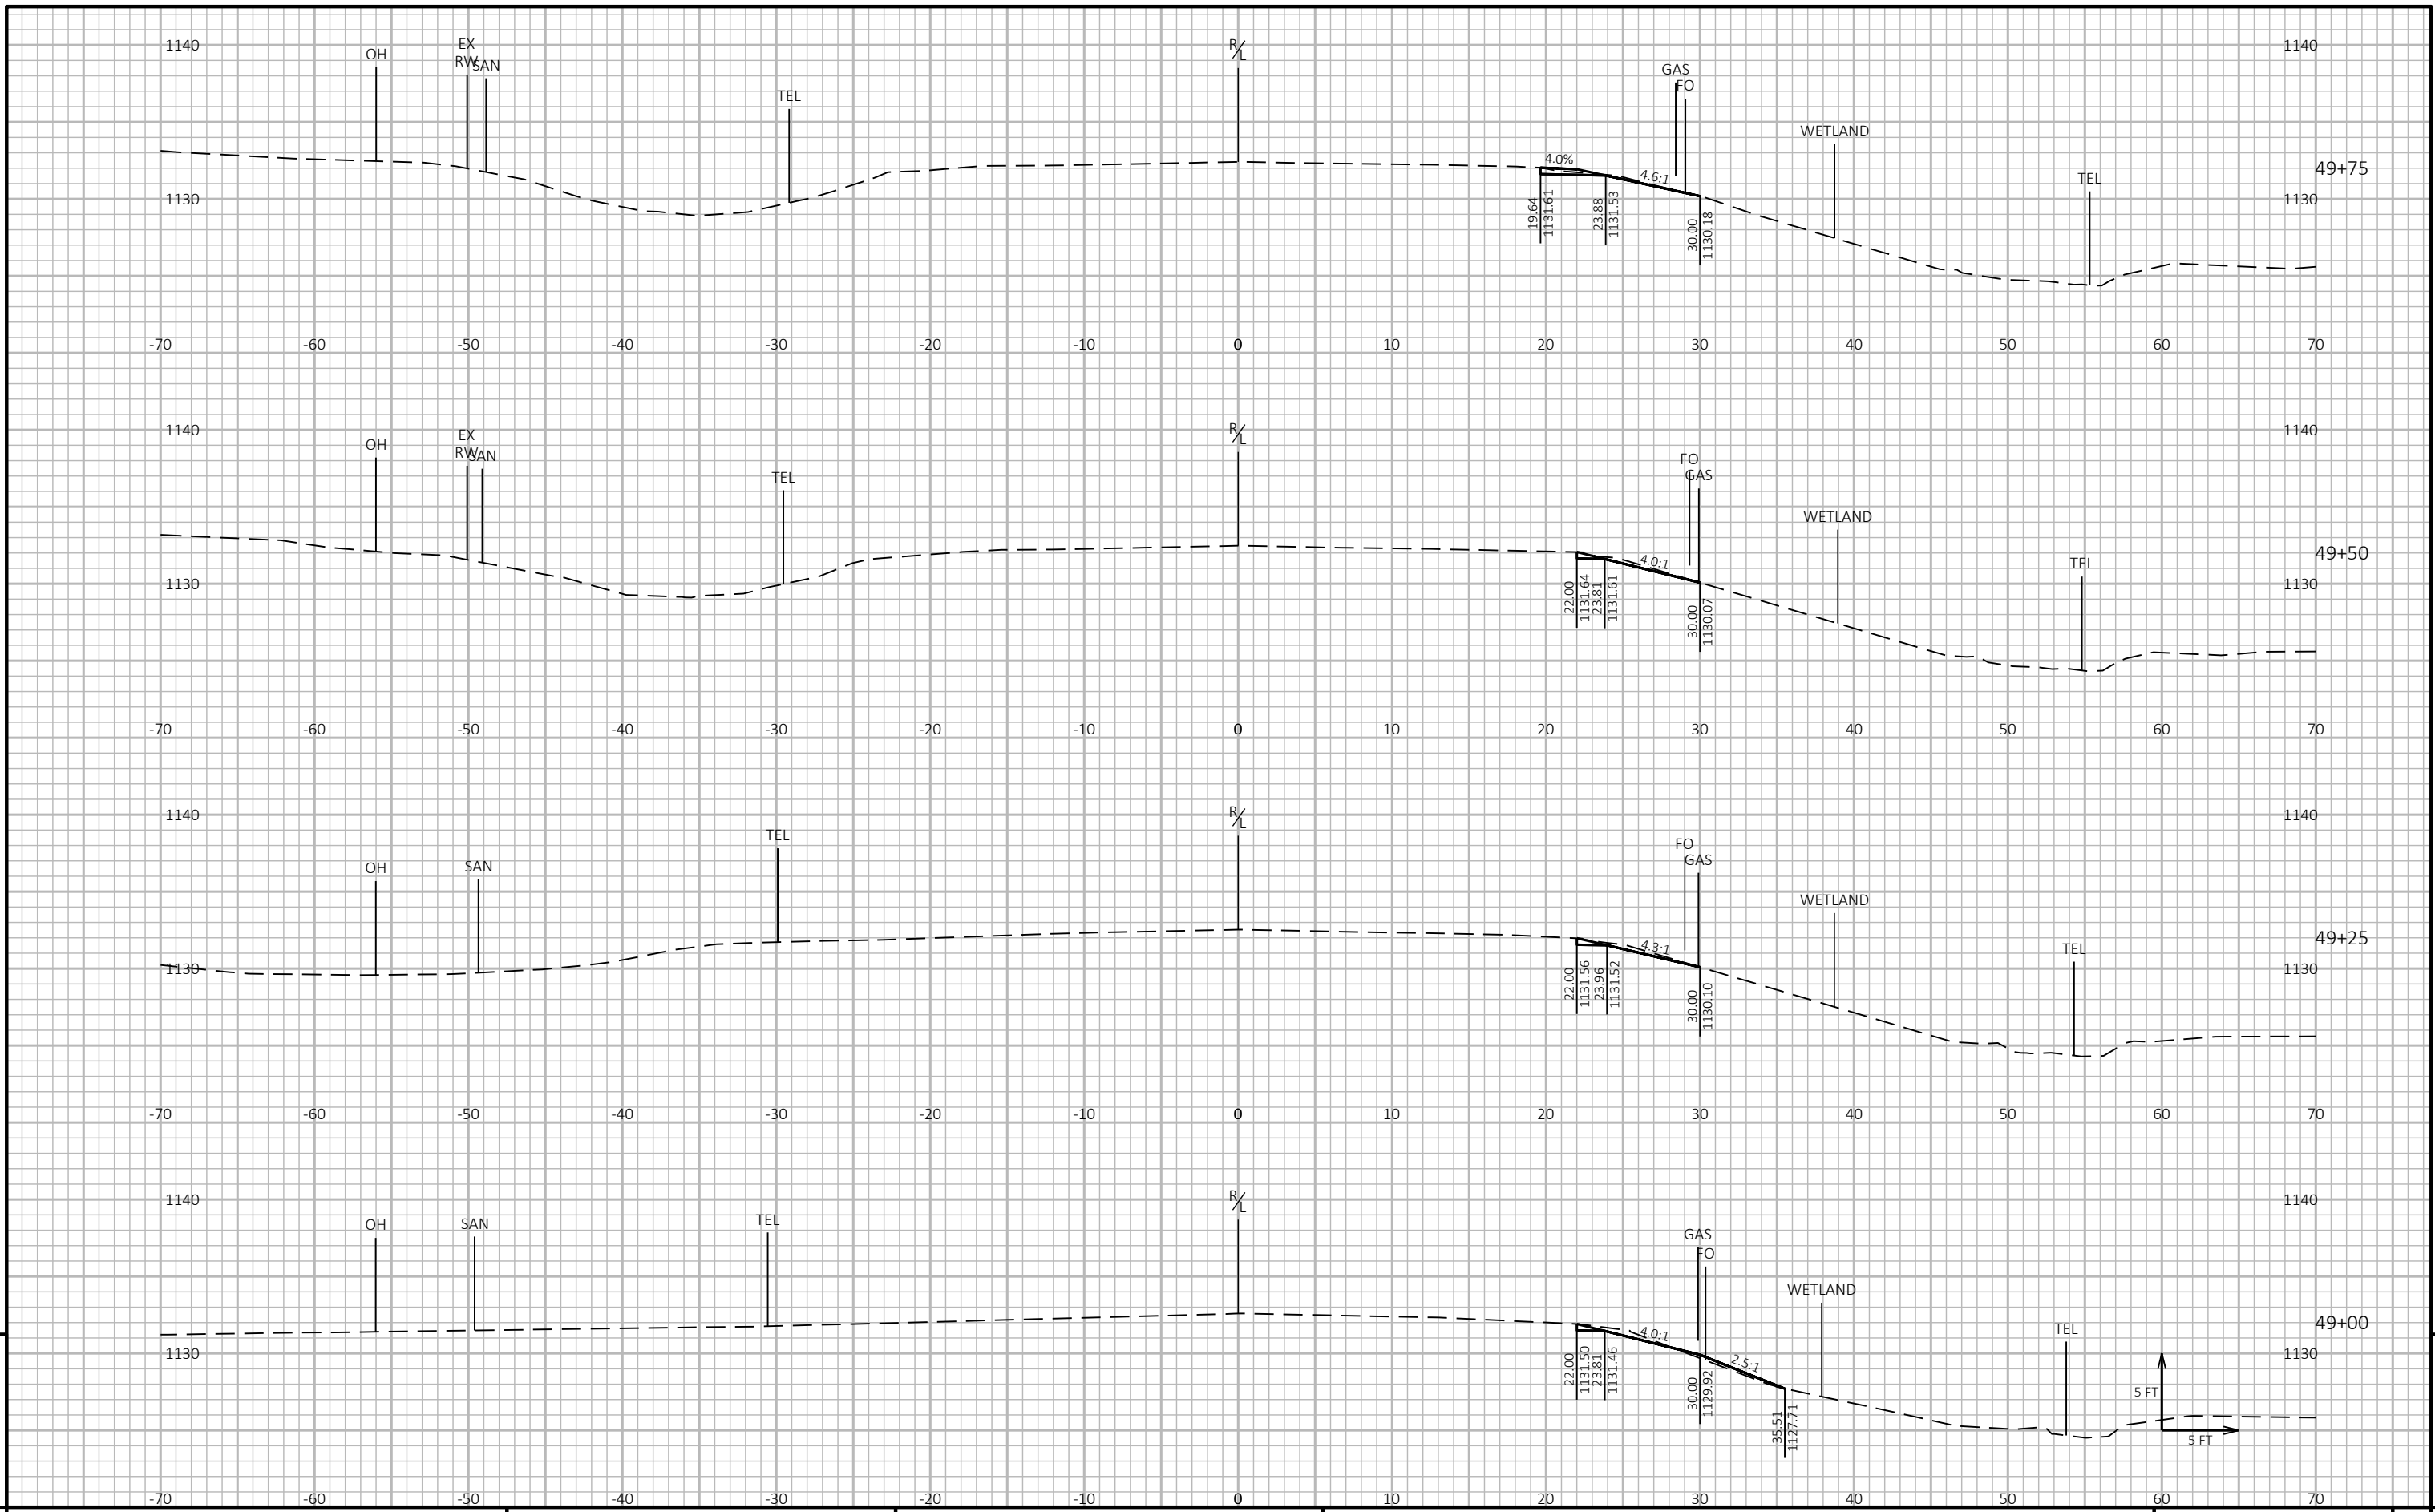 1140 1140
OH
EX
RW
SAN
TEL
R/L
GAS
FO
WETLAND
TEL
4.0%
4.6:1
49+75
1130 1130
19.64
1131.61
23.88
1131.53
30.00
1130.18
-70 -60 -50 -40 -30 -20 -10 0 10 20 30 40 50 60 70
1140 1140
OH
EX
RW
SAN
TEL
R/L
FO
GAS
WETLAND
TEL
4.0:1
49+50
1130 1130
22.00
1131.64
23.81
1131.61
30.00
1130.07
-70 -60 -50 -40 -30 -20 -10 0 10 20 30 40 50 60 70
1140 1140
OH
SAN
TEL
R/L
FO
GAS
WETLAND
TEL
4.3:1
49+25
1130 1130
22.00
1131.56
23.96
1131.52
30.00
1130.10
-70 -60 -50 -40 -30 -20 -10 0 10 20 30 40 50 60 70
1140 1140
OH
SAN
TEL
R/L
GAS
FO
WETLAND
TEL
4.0:1
2.5:1
49+00
1130 1130
22.00
1131.50
23.81
1131.46
30.00
1129.92
35.51
1127.71
5 FT
5 FT
-70 -60 -50 -40 -30 -20 -10 0 10 20 30 40 50 60 70